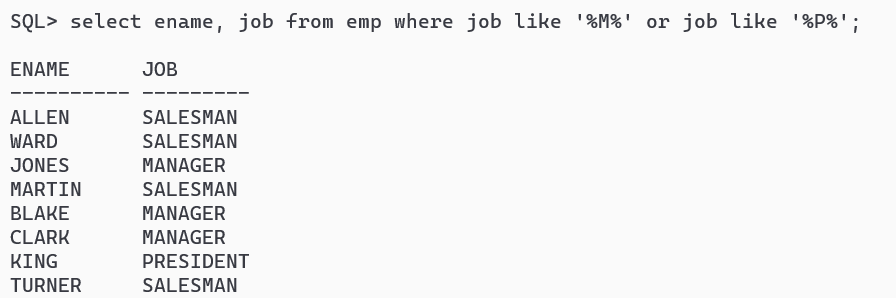 SQL> select ename, job from emp where job like '%M%' or job like '%P%';
ENAME      JOB
---------- ---------
ALLEN      SALESMAN
WARD       SALESMAN
JONES      MANAGER
MARTIN     SALESMAN
BLAKE      MANAGER
CLARK      MANAGER
KING       PRESIDENT
TURNER     SALESMAN